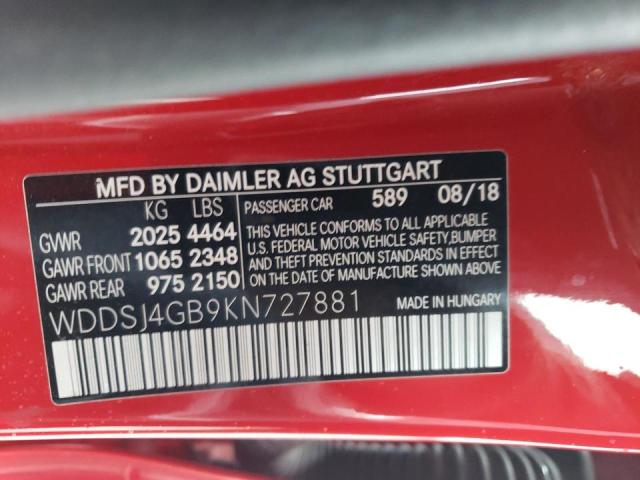 MFD BY DAIMLER AG STUTTGART
KG LBS
GVWR 2025 4464
GAWR FRONT 1065 2348
GAWR REAR 975 2150
PASSENGER CAR 589 08/18
THIS VEHICLE CONFORMS TO ALL APPLICABLE
U.S. FEDERAL MOTOR VEHICLE SAFETY,BUMPER
AND THEFT PREVENTION STANDARDS IN EFFECT
ON THE DATE OF MANUFACTURE SHOWN ABOVE.
WDDSJ4GB9KN727881
MADE IN HUNGARY